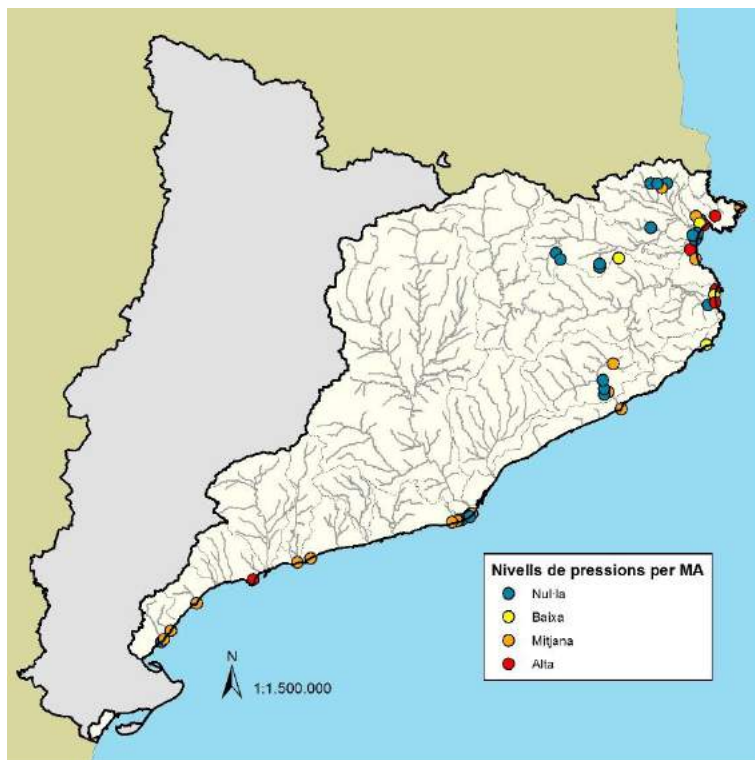 Nivells de pressions per MA
Nul·la
Baixa
Mitjana
Alta
N
1:1.500.000